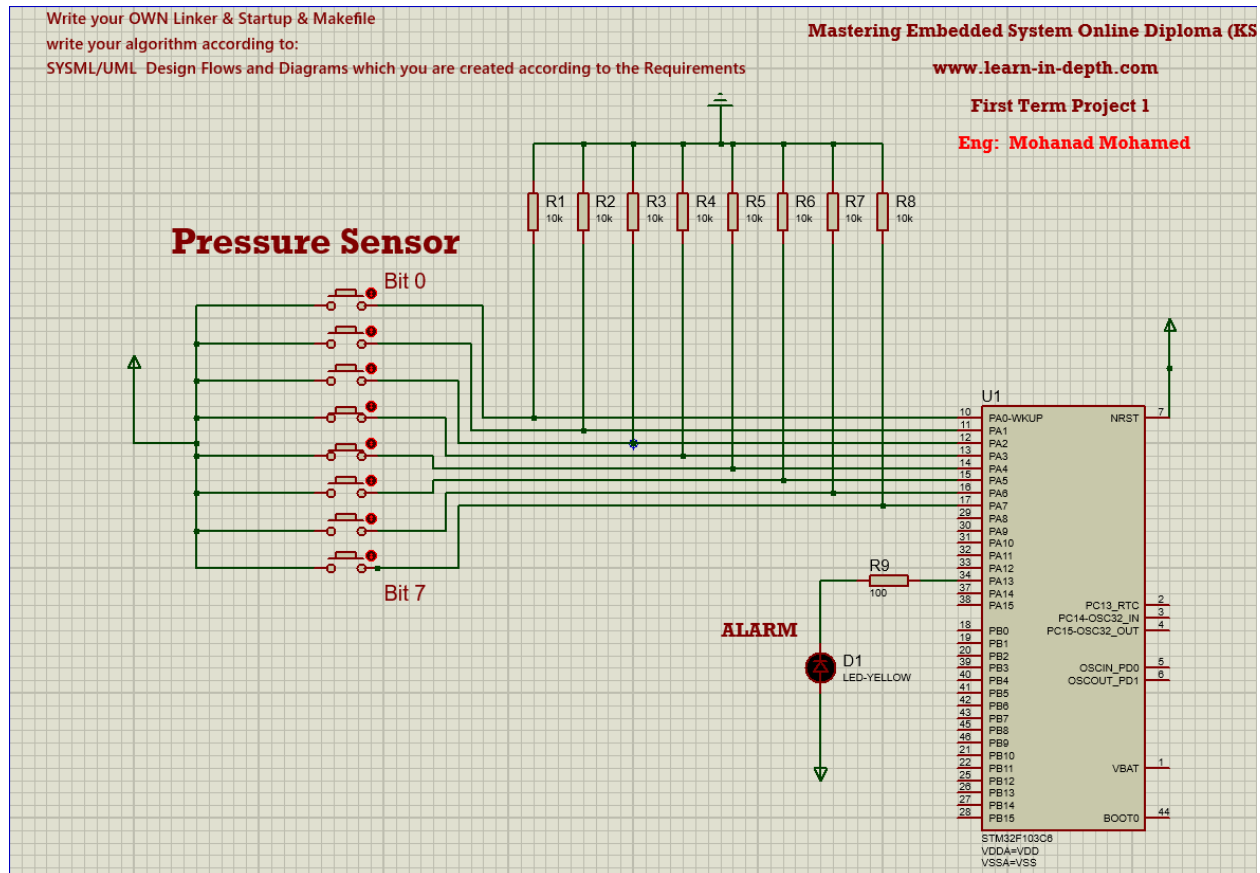 Write your OWN Linker & Startup & Makefile
write your algorithm according to:
SYSML/UML Design Flows and Diagrams which you are created according to the Requirements
Mastering Embedded System Online Diploma (KS
www.learn-in-depth.com
First Term Project 1
Eng: Mohanad Mohamed
Pressure Sensor
Bit 0
Bit 7
R1
10k
R2
10k
R3
10k
R4
10k
R5
10k
R6
10k
R7
10k
R8
10k
R9
100
ALARM
D1
LED-YELLOW
U1
10 PA0-WKUP
11 PA1
12 PA2
13 PA3
14 PA4
15 PA5
16 PA6
17 PA7
29 PA8
30 PA9
31 PA10
32 PA11
33 PA12
34 PA13
37 PA14
38 PA15
18 PB0
19 PB1
20 PB2
39 PB3
40 PB4
41 PB5
42 PB6
43 PB7
45 PB8
46 PB9
21 PB10
22 PB11
25 PB12
26 PB13
27 PB14
28 PB15
NRST 7
PC13_RTC 2
PC14-OSC32_IN 3
PC15-OSC32_OUT 4
OSCIN_PD0 5
OSCOUT_PD1 6
VBAT 1
BOOT0 44
STM32F103C6
VDDA=VDD
VSSA=VSS